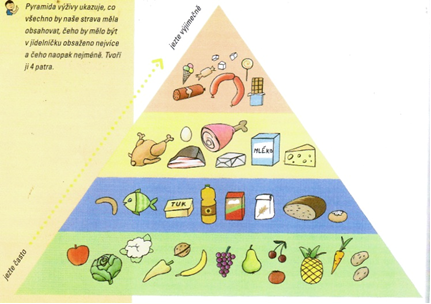 Pyramida výživy ukazuje, co
všechno by naše strava měla
obsahovat, čeho by mělo být
v jídelníčku obsaženo nejvíce
a čeho naopak nejméně. Tvoří
ji 4 patra.
jezte výjimečně
MLÉKO
TUK
jezte často